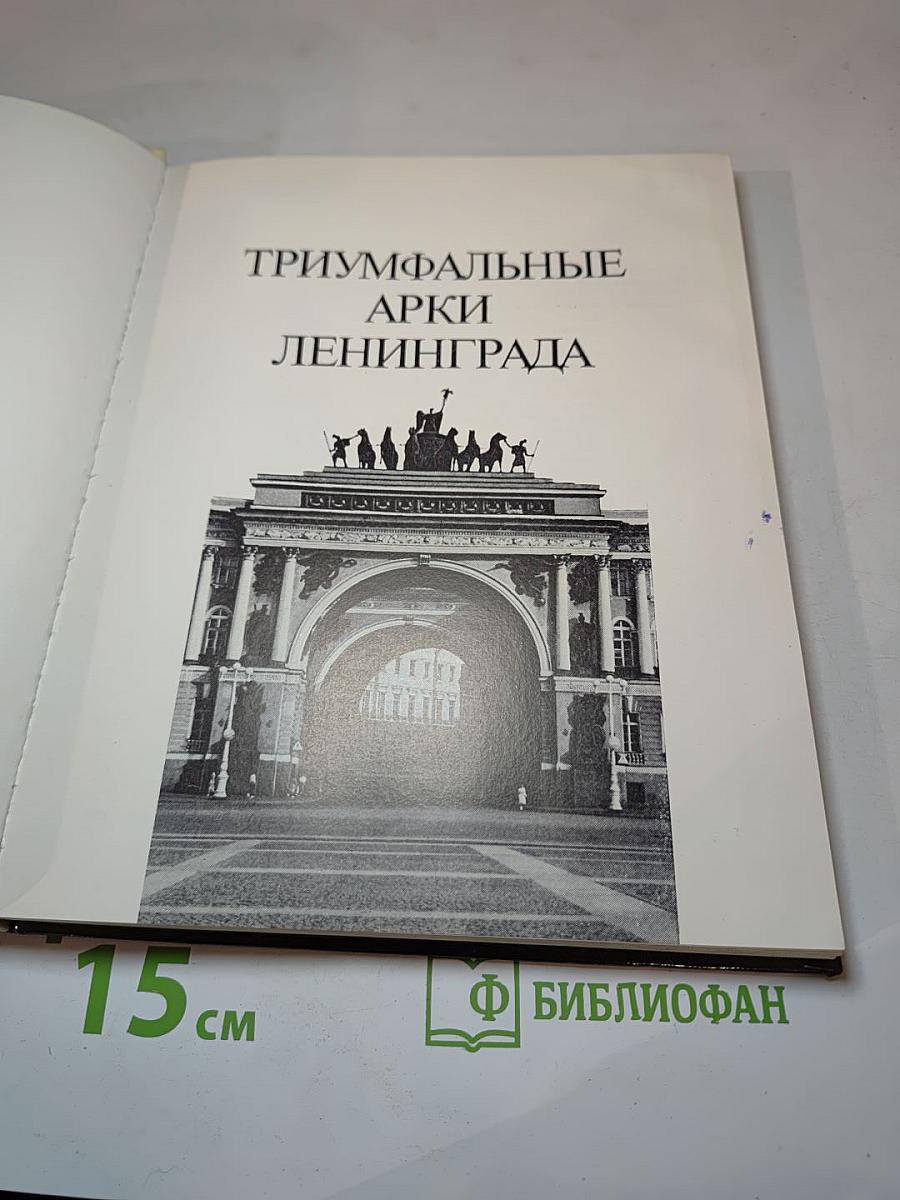 ТРИУМФАЛЬНЫЕ
АРКИ
ЛЕНИНГРАДА
15 см
Ф БИБЛИОФАН